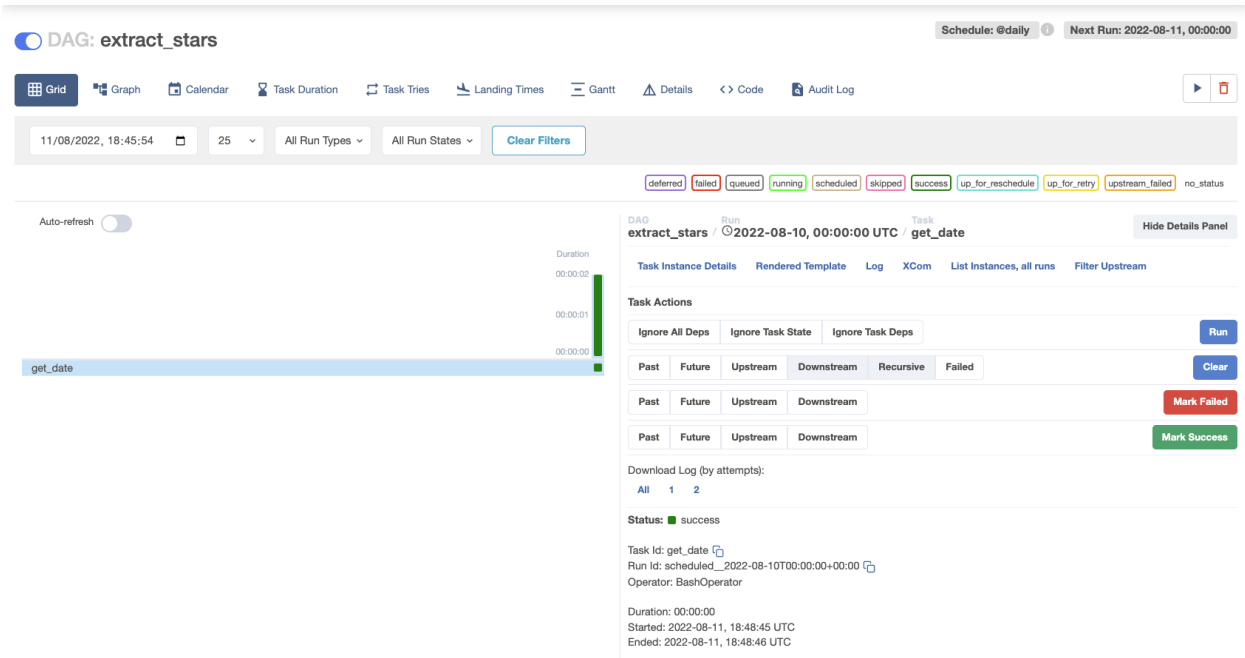 DAG: extract_stars
Schedule: @daily Next Run: 2022-08-11, 00:00:00
Grid Graph Calendar Task Duration Task Tries Landing Times Gantt Details <> Code Audit Log
11/08/2022, 18:45:54 25 All Run Types All Run States Clear Filters
deferred failed queued running scheduled skipped success up_for_reschedule up_for_retry upstream_failed no_status
Auto-refresh
Duration
00:00:02
00:00:01
00:00:00
get_date
DAG Run Task
extract_stars / 2022-08-10, 00:00:00 UTC / get_date
Hide Details Panel
Task Instance Details Rendered Template Log XCom List Instances, all runs Filter Upstream
Task Actions
Ignore All Deps Ignore Task State Ignore Task Deps Run
Past Future Upstream Downstream Recursive Failed Clear
Past Future Upstream Downstream Mark Failed
Past Future Upstream Downstream Mark Success
Download Log (by attempts):
All 1 2
Status: success
Task Id: get_date
Run Id: scheduled__2022-08-10T00:00:00+00:00
Operator: BashOperator
Duration: 00:00:00
Started: 2022-08-11, 18:48:45 UTC
Ended: 2022-08-11, 18:48:46 UTC